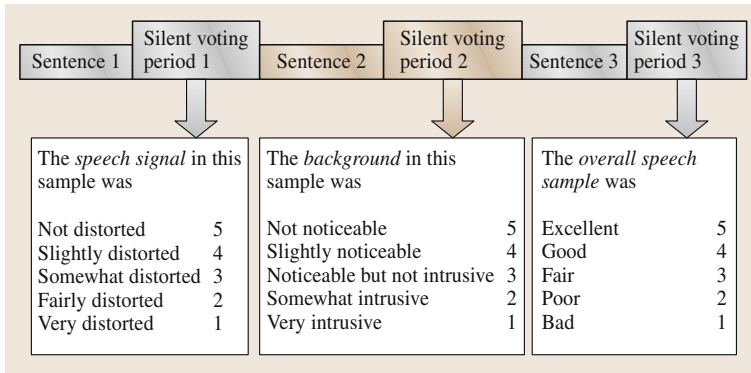 Sentence 1
Silent voting
period 1
Sentence 2
Silent voting
period 2
Sentence 3
Silent voting
period 3
The speech signal in this
sample was
Not distorted 5
Slightly distorted 4
Somewhat distorted 3
Fairly distorted 2
Very distorted 1
The background in this
sample was
Not noticeable 5
Slightly noticeable 4
Noticeable but not intrusive 3
Somewhat intrusive 2
Very intrusive 1
The overall speech
sample was
Excellent 5
Good 4
Fair 3
Poor 2
Bad 1